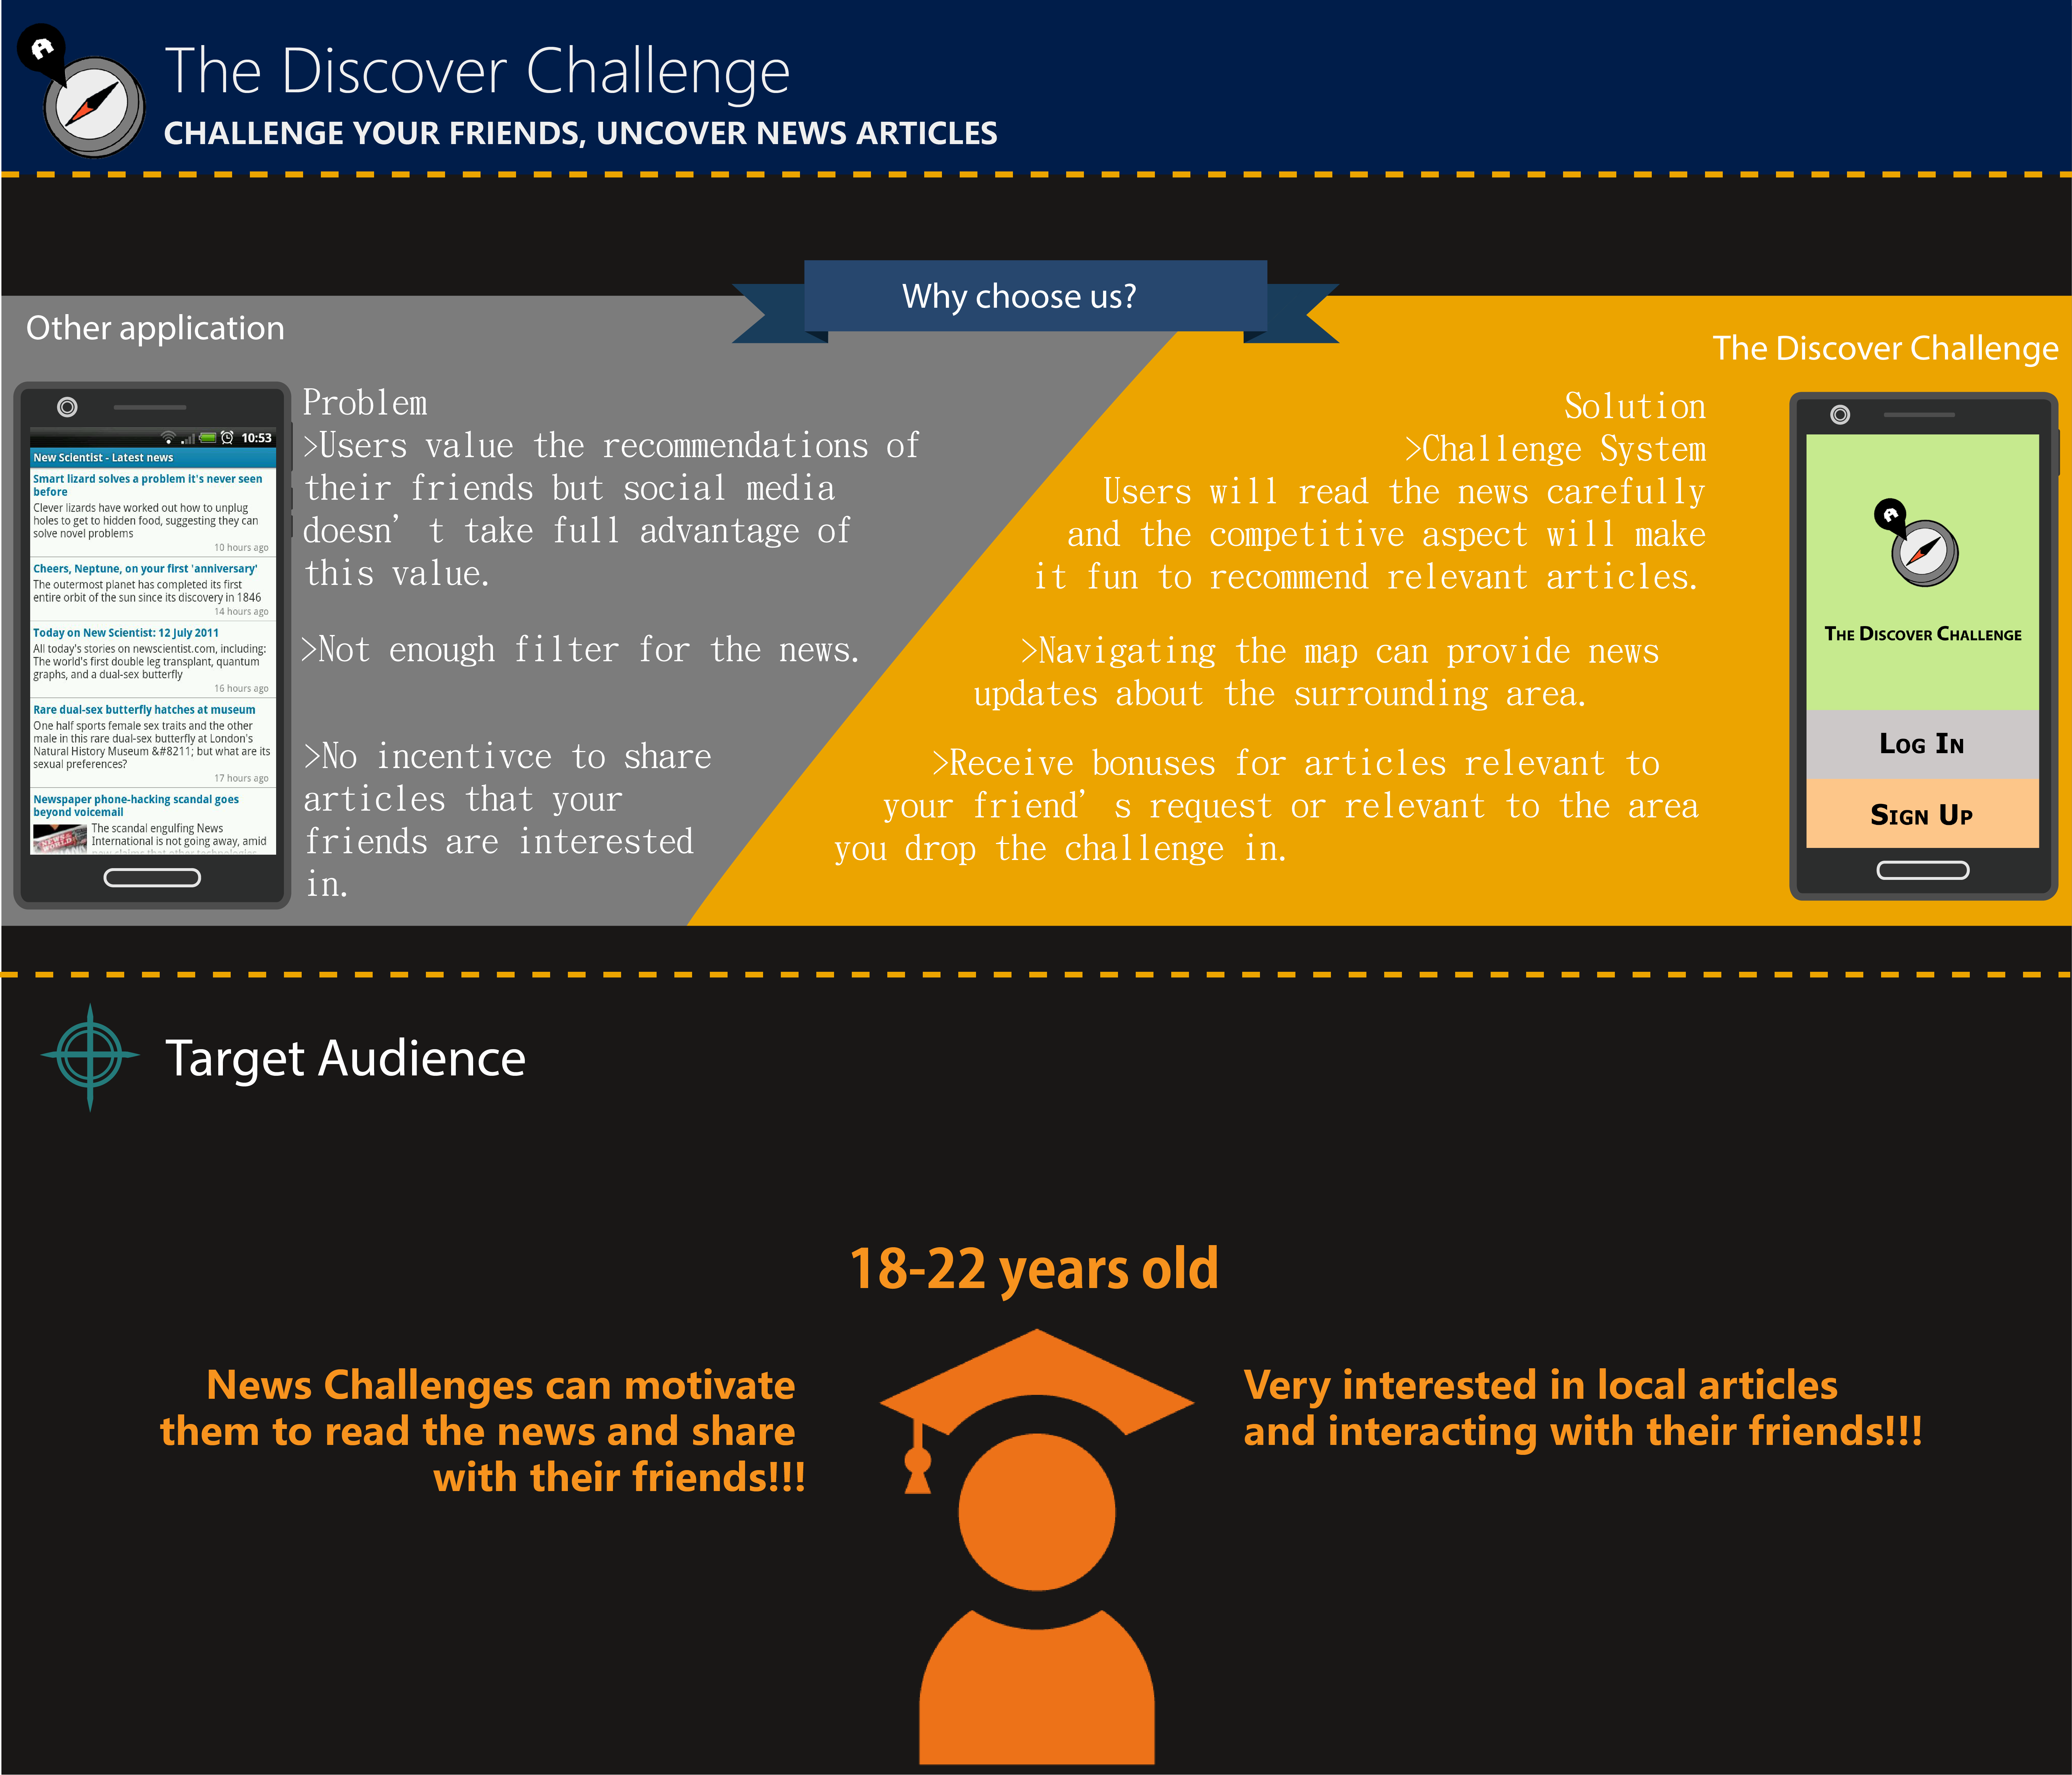 The Discover Challenge
CHALLENGE YOUR FRIENDS, UNCOVER NEWS ARTICLES
Why choose us?
Other application
10:53
New Scientist - Latest news
Smart lizard solves a problem it's never seen
before
Clever lizards have worked out how to unplug
holes to get to hidden food, suggesting they can
solve novel problems
10 hours ago
Cheers, Neptune, on your first 'anniversary'
The outermost planet has completed its first
entire orbit of the sun since its discovery in 1846
14 hours ago
Today on New Scientist: 12 July 2011
All today's stories on newscientist.com, including:
The world's first double leg transplant, quantum
graphs, and a dual-sex butterfly
16 hours ago
Rare dual-sex butterfly hatches at museum
One half sports female sex traits and the other
male in this rare dual-sex butterfly at London's
Natural History Museum &#8211; but what are its
sexual preferences?
17 hours ago
Newspaper phone-hacking scandal goes
beyond voicemail
The scandal engulfing News
International is not going away, amid
Problem
>Users value the recommendations of
their friends but social media
doesn’t take full advantage of
this value.
>Not enough filter for the news.
>No incentivce to share
articles that your
friends are interested
in.
The Discover Challenge
Solution
>Challenge System
Users will read the news carefully
and the competitive aspect will make
it fun to recommend relevant articles.
>Navigating the map can provide news
updates about the surrounding area.
>Receive bonuses for articles relevant to
your friend’s request or relevant to the area
you drop the challenge in.
THE DISCOVER CHALLENGE
LOG IN
SIGN UP
Target Audience
18-22 years old
News Challenges can motivate
them to read the news and share
with their friends!!!
Very interested in local articles
and interacting with their friends!!!